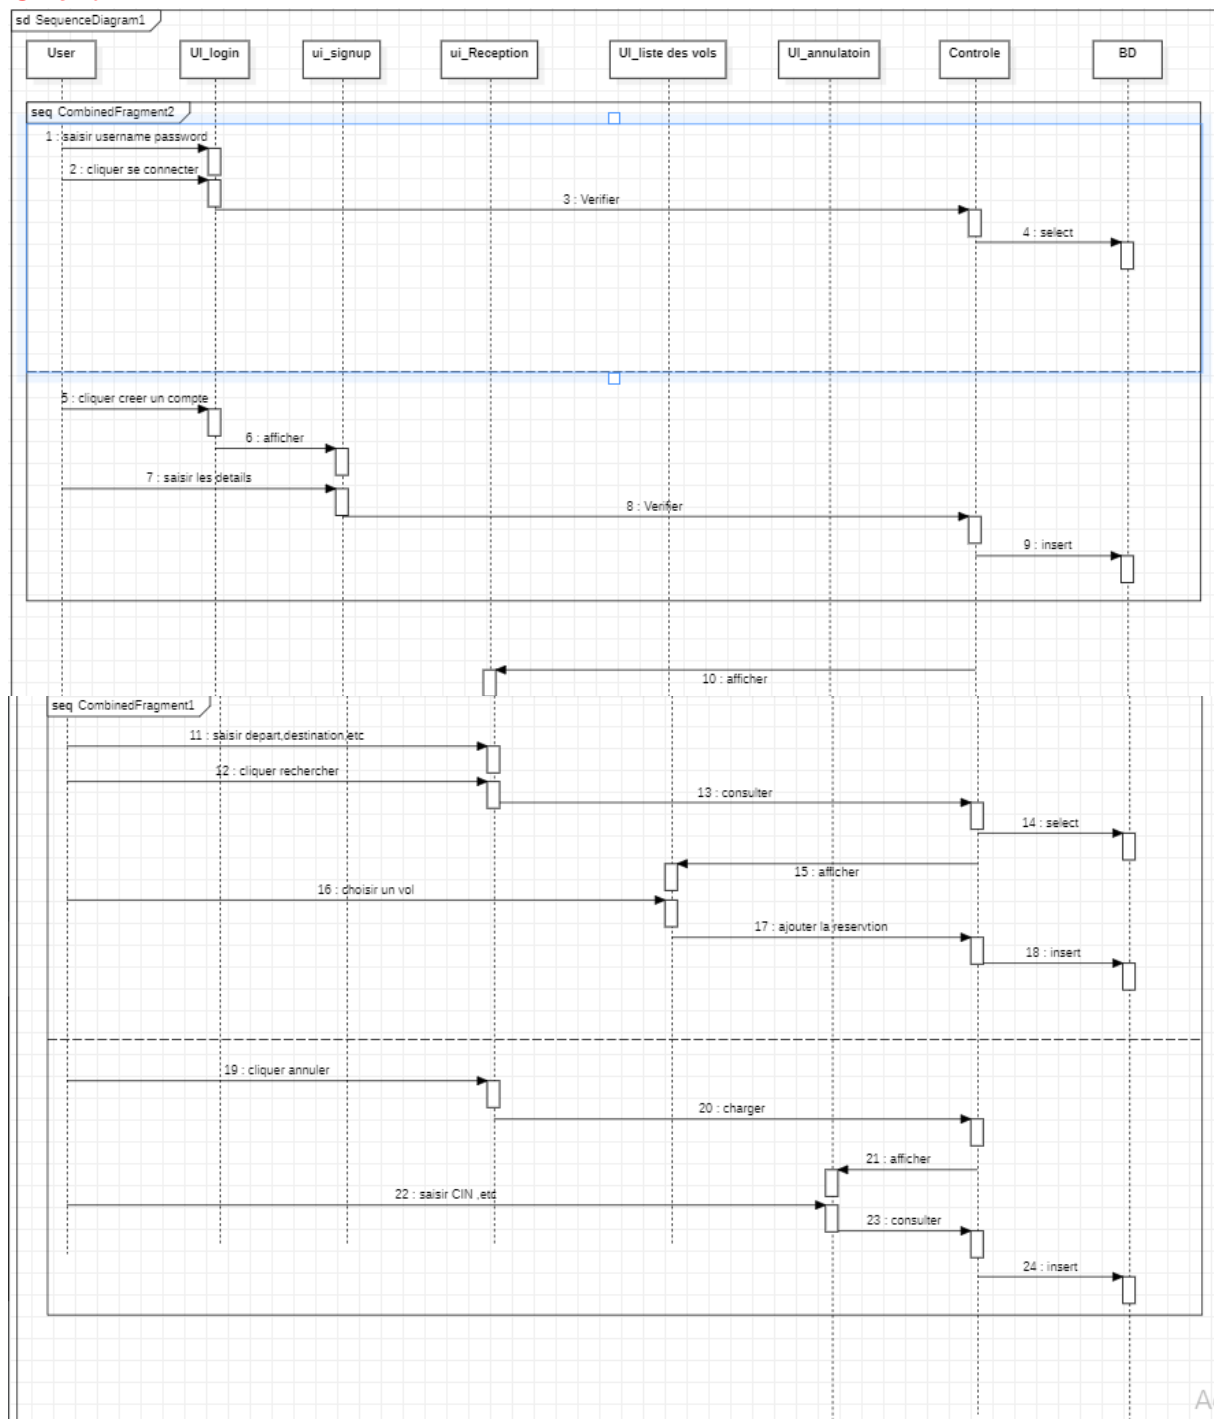 sd SequenceDiagram1
User
UI_login
ui_signup
ui_Reception
UI_liste des vols
UI_annulatoin
Controle
BD
seq CombinedFragment2
1 : saisir username password
2 : cliquer se connecter
3 : Verifier
4 : select
5 : cliquer creer un compte
6 : afficher
7 : saisir les details
8 : Verifier
9 : insert
10 : afficher
seq CombinedFragment1
11 : saisir depart,destination,etc
12 : cliquer rechercher
13 : consulter
14 : select
15 : afficher
16 : choisir un vol
17 : ajouter la reservtion
18 : insert
19 : cliquer annuler
20 : charger
21 : afficher
22 : saisir CIN ,etc
23 : consulter
24 : insert
A